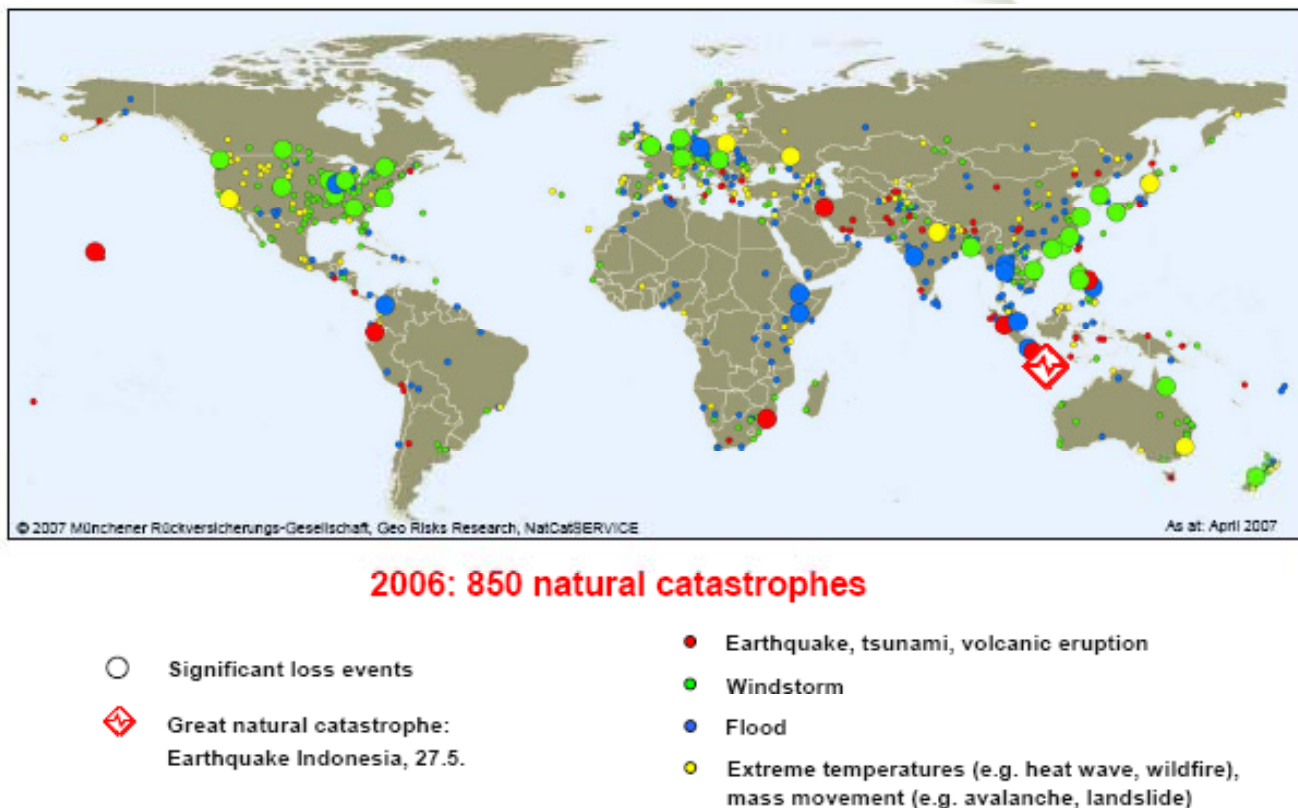 © 2007 Münchener Rückversicherungs-Gesellschaft, Geo Risks Research, NatCatSERVICE
As at: April 2007
2006: 850 natural catastrophes
Significant loss events
Great natural catastrophe:
Earthquake Indonesia, 27.5.
Earthquake, tsunami, volcanic eruption
Windstorm
Flood
Extreme temperatures (e.g. heat wave, wildfire),
mass movement (e.g. avalanche, landslide)